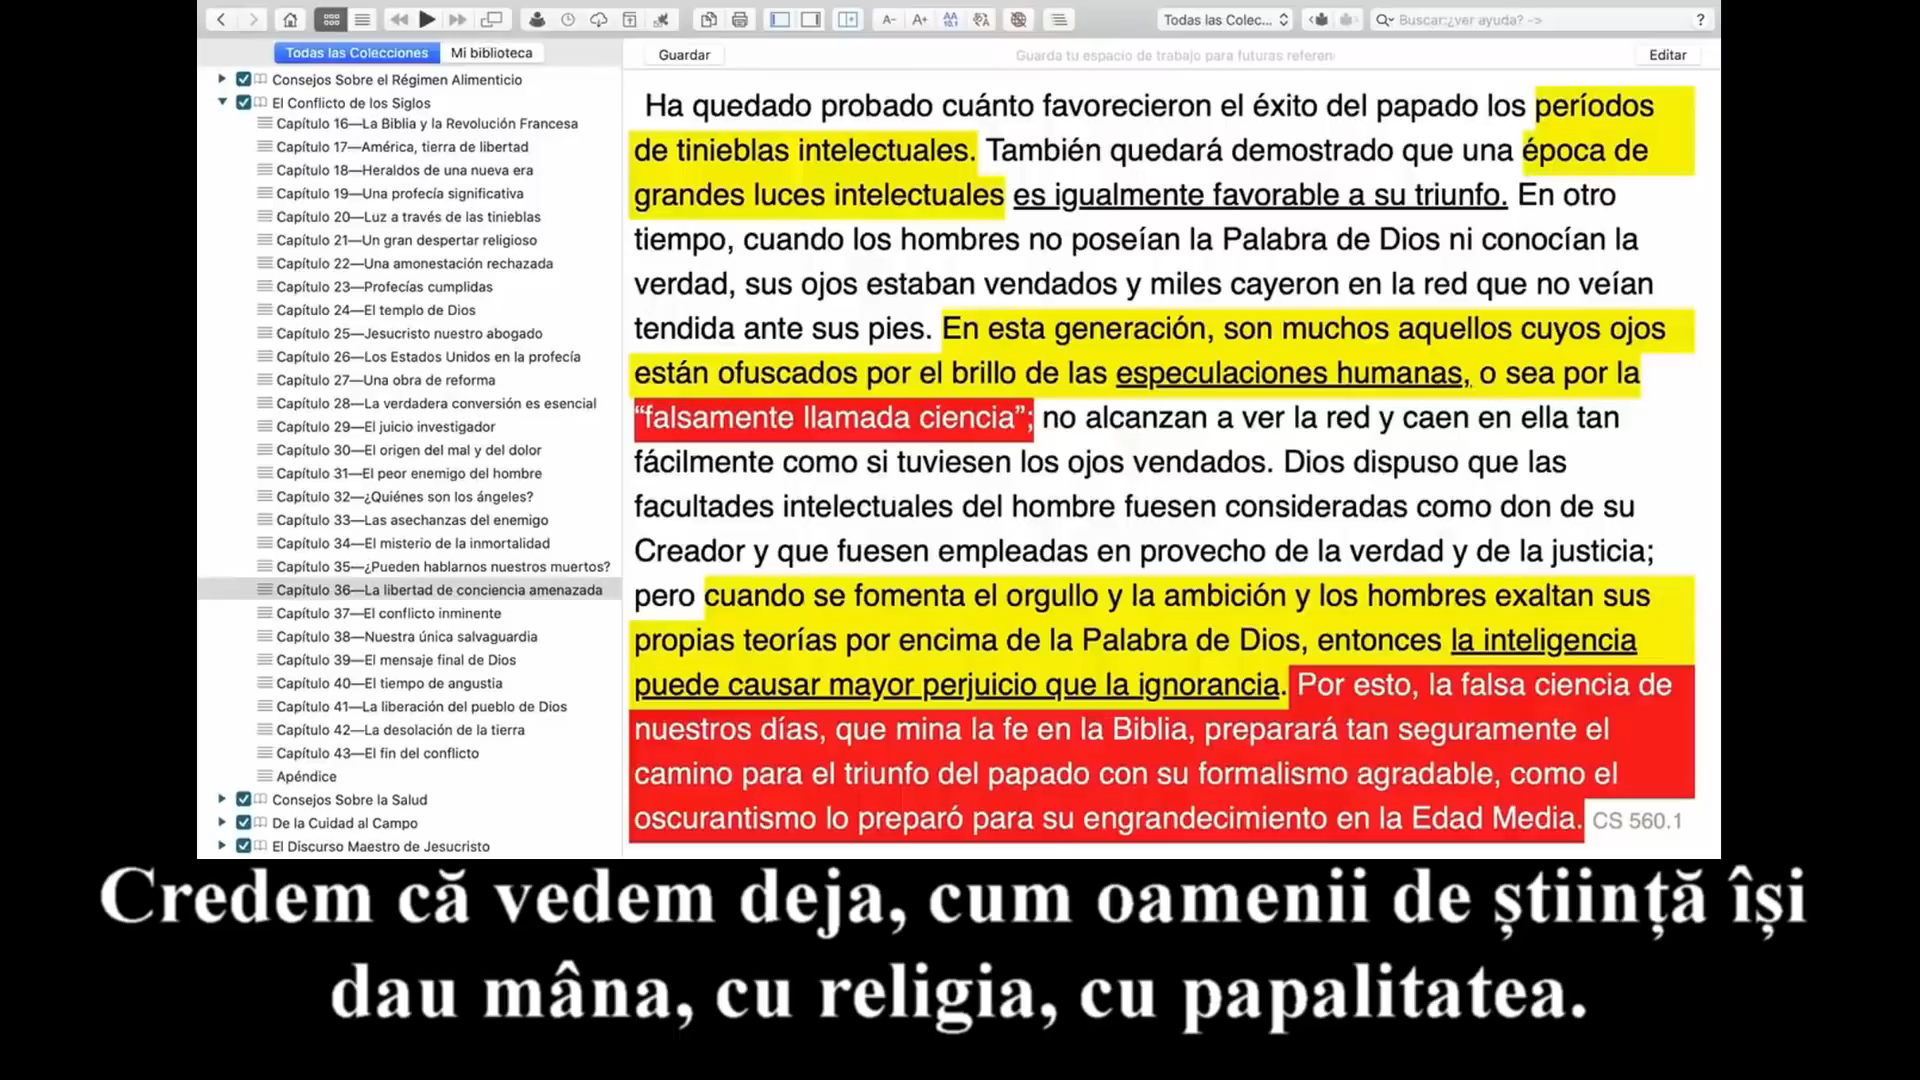 Todas las Colec...
Buscar:¿ver ayuda? ->
?
A-
A+
Todas las Colecciones
Mi biblioteca
Guardar
Guarda tu espacio de trabajo para futuras referen
Editar
Consejos Sobre el Régimen Alimenticio
El Conflicto de los Siglos
Capítulo 16—La Biblia y la Revolución Francesa
Capítulo 17—América, tierra de libertad
Capítulo 18—Heraldos de una nueva era
Capítulo 19—Una profecía significativa
Capítulo 20—Luz a través de las tinieblas
Capítulo 21—Un gran despertar religioso
Capítulo 22—Una amonestación rechazada
Capítulo 23—Profecías cumplidas
Capítulo 24—El templo de Dios
Capítulo 25—Jesucristo nuestro abogado
Capítulo 26—Los Estados Unidos en la profecía
Capítulo 27—Una obra de reforma
Capítulo 28—La verdadera conversión es esencial
Capítulo 29—El juicio investigador
Capítulo 30—El origen del mal y del dolor
Capítulo 31—El peor enemigo del hombre
Capítulo 32—¿Quiénes son los ángeles?
Capítulo 33—Las asechanzas del enemigo
Capítulo 34—El misterio de la inmortalidad
Capítulo 35—¿Pueden hablarnos nuestros muertos?
Capítulo 36—La libertad de conciencia amenazada
Capítulo 37—El conflicto inminente
Capítulo 38—Nuestra única salvaguardia
Capítulo 39—El mensaje final de Dios
Capítulo 40—El tiempo de angustia
Capítulo 41—La liberación del pueblo de Dios
Capítulo 42—La desolación de la tierra
Capítulo 43—El fin del conflicto
Apéndice
Consejos Sobre la Salud
De la Cuidad al Campo
El Discurso Maestro de Jesucristo
Ha quedado probado cuánto favorecieron el éxito del papado los períodos
de tinieblas intelectuales. También quedará demostrado que una época de
grandes luces intelectuales es igualmente favorable a su triunfo. En otro
tiempo, cuando los hombres no poseían la Palabra de Dios ni conocían la
verdad, sus ojos estaban vendados y miles cayeron en la red que no veían
tendida ante sus pies. En esta generación, son muchos aquellos cuyos ojos
están ofuscados por el brillo de las especulaciones humanas, o sea por la
“falsamente llamada ciencia”; no alcanzan a ver la red y caen en ella tan
fácilmente como si tuviesen los ojos vendados. Dios dispuso que las
facultades intelectuales del hombre fuesen consideradas como don de su
Creador y que fuesen empleadas en provecho de la verdad y de la justicia;
pero cuando se fomenta el orgullo y la ambición y los hombres exaltan sus
propias teorías por encima de la Palabra de Dios, entonces la inteligencia
puede causar mayor perjuicio que la ignorancia. Por esto, la falsa ciencia de
nuestros días, que mina la fe en la Biblia, preparará tan seguramente el
camino para el triunfo del papado con su formalismo agradable, como el
oscurantismo lo preparó para su engrandecimiento en la Edad Media. CS 560.1
Credem că vedem deja, cum oamenii de știință își
dau mâna, cu religia, cu papalitatea.